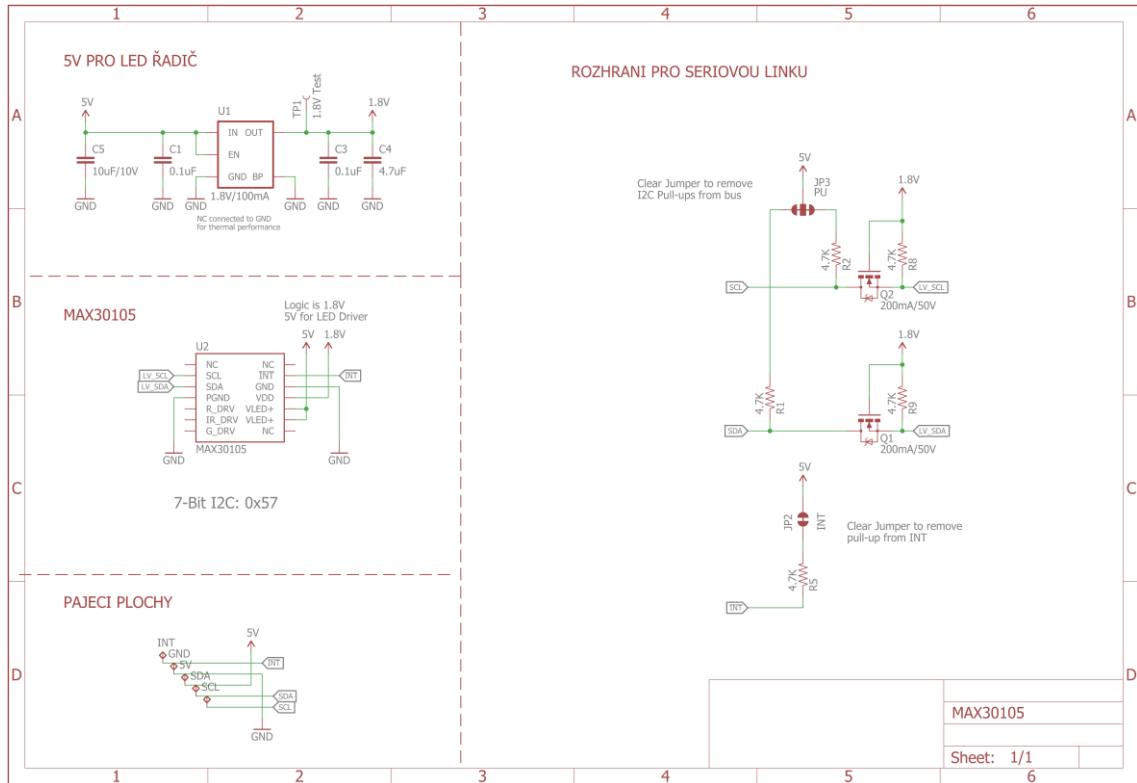 1 2 3 4 5 6
A
B
C
D
5V PRO LED ŘADIČ
5V
U1
TP1
1.8V Test
1.8V
IN OUT
EN
GND BP
1.8V/100mA
C5
10uF/10V
C1
0.1uF
C3
0.1uF
C4
4.7uF
GND
GND
GND
GND
GND
GND
NC connected to GND
for thermal performance
MAX30105
Logic is 1.8V
5V for LED Driver
5V 1.8V
U2
NC NC
LV_SCL SCL INT INT
LV_SDA SDA GND
PGND VDD
R_DRV VLED+
IR_DRV VLED+
G_DRV NC
MAX30105
GND
GND
7-Bit I2C: 0x57
PAJECI PLOCHY
5V
INT
GND
5V
SDA
SCL
INT
SDA
SCL
GND
ROZHRANI PRO SERIOVOU LINKU
Clear Jumper to remove
I2C Pull-ups from bus
5V
JP3
PU
1.8V
4.7K
R2
4.7K
R8
SCL
LV_SCL
Q2
200mA/50V
1.8V
4.7K
R1
4.7K
R9
SDA
LV_SDA
Q1
200mA/50V
5V
JP2
INT
Clear Jumper to remove
pull-up from INT
4.7K
R5
INT
A
B
C
D
MAX30105
Sheet: 1/1
1 2 3 4 5 6